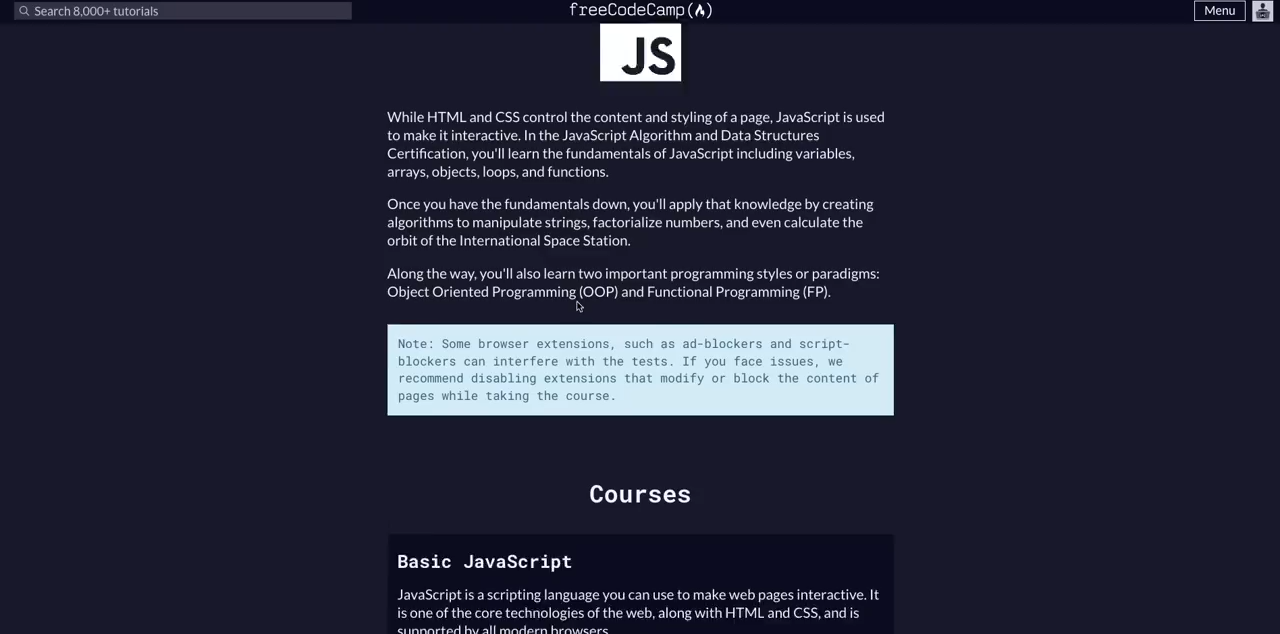 Search 8,000+ tutorials
freeCodeCamp
Menu
JS
While HTML and CSS control the content and styling of a page, JavaScript is used
to make it interactive. In the JavaScript Algorithm and Data Structures
Certification, you'll learn the fundamentals of JavaScript including variables,
arrays, objects, loops, and functions.
Once you have the fundamentals down, you'll apply that knowledge by creating
algorithms to manipulate strings, factorialize numbers, and even calculate the
orbit of the International Space Station.
Along the way, you'll also learn two important programming styles or paradigms:
Object Oriented Programming (OOP) and Functional Programming (FP).
Note: Some browser extensions, such as ad-blockers and script-
blockers can interfere with the tests. If you face issues, we
recommend disabling extensions that modify or block the content of
pages while taking the course.
Courses
Basic JavaScript
JavaScript is a scripting language you can use to make web pages interactive. It
is one of the core technologies of the web, along with HTML and CSS, and is
supported by all modern browsers.